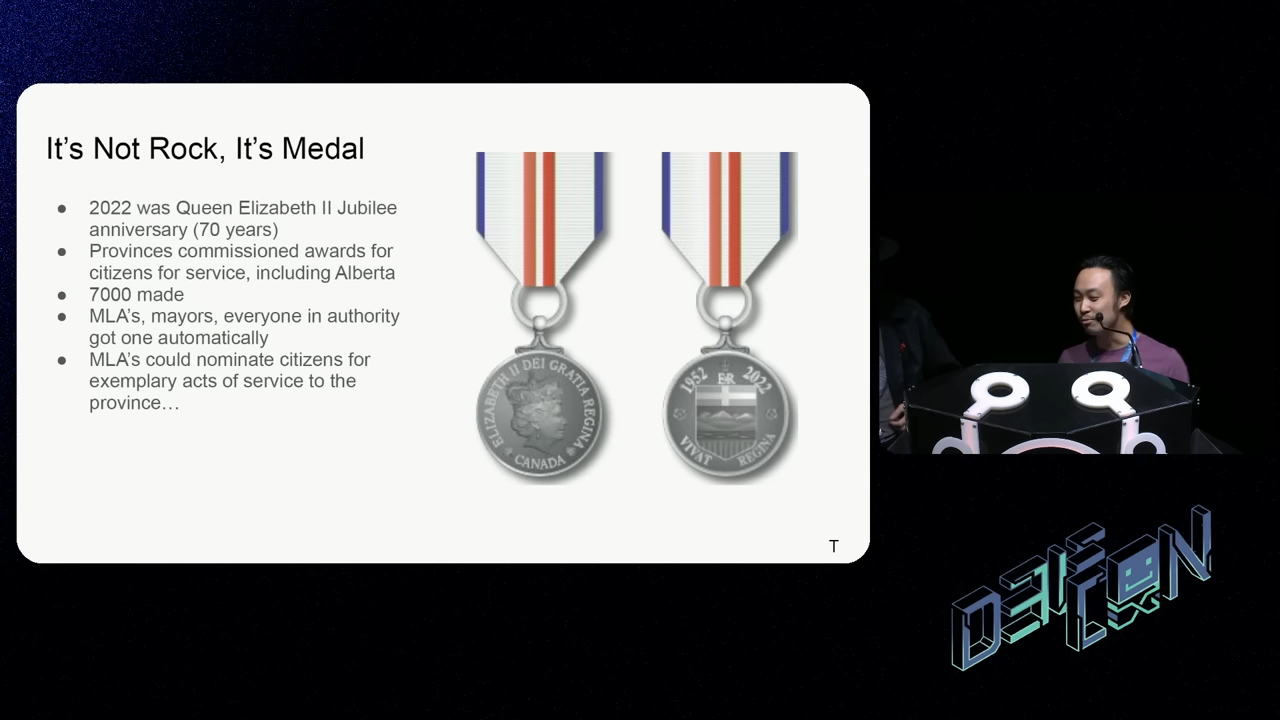 It's Not Rock, It's Medal
● 2022 was Queen Elizabeth II Jubilee
anniversary (70 years)
● Provinces commissioned awards for
citizens for service, including Alberta
● 7000 made
● MLA's, mayors, everyone in authority
got one automatically
● MLA's could nominate citizens for
exemplary acts of service to the
province…
ELIZABETH II DEI GRATIA REGINA
CANADA
1952 2022
EIIR
VIVAT REGINA
T
DEF
CON